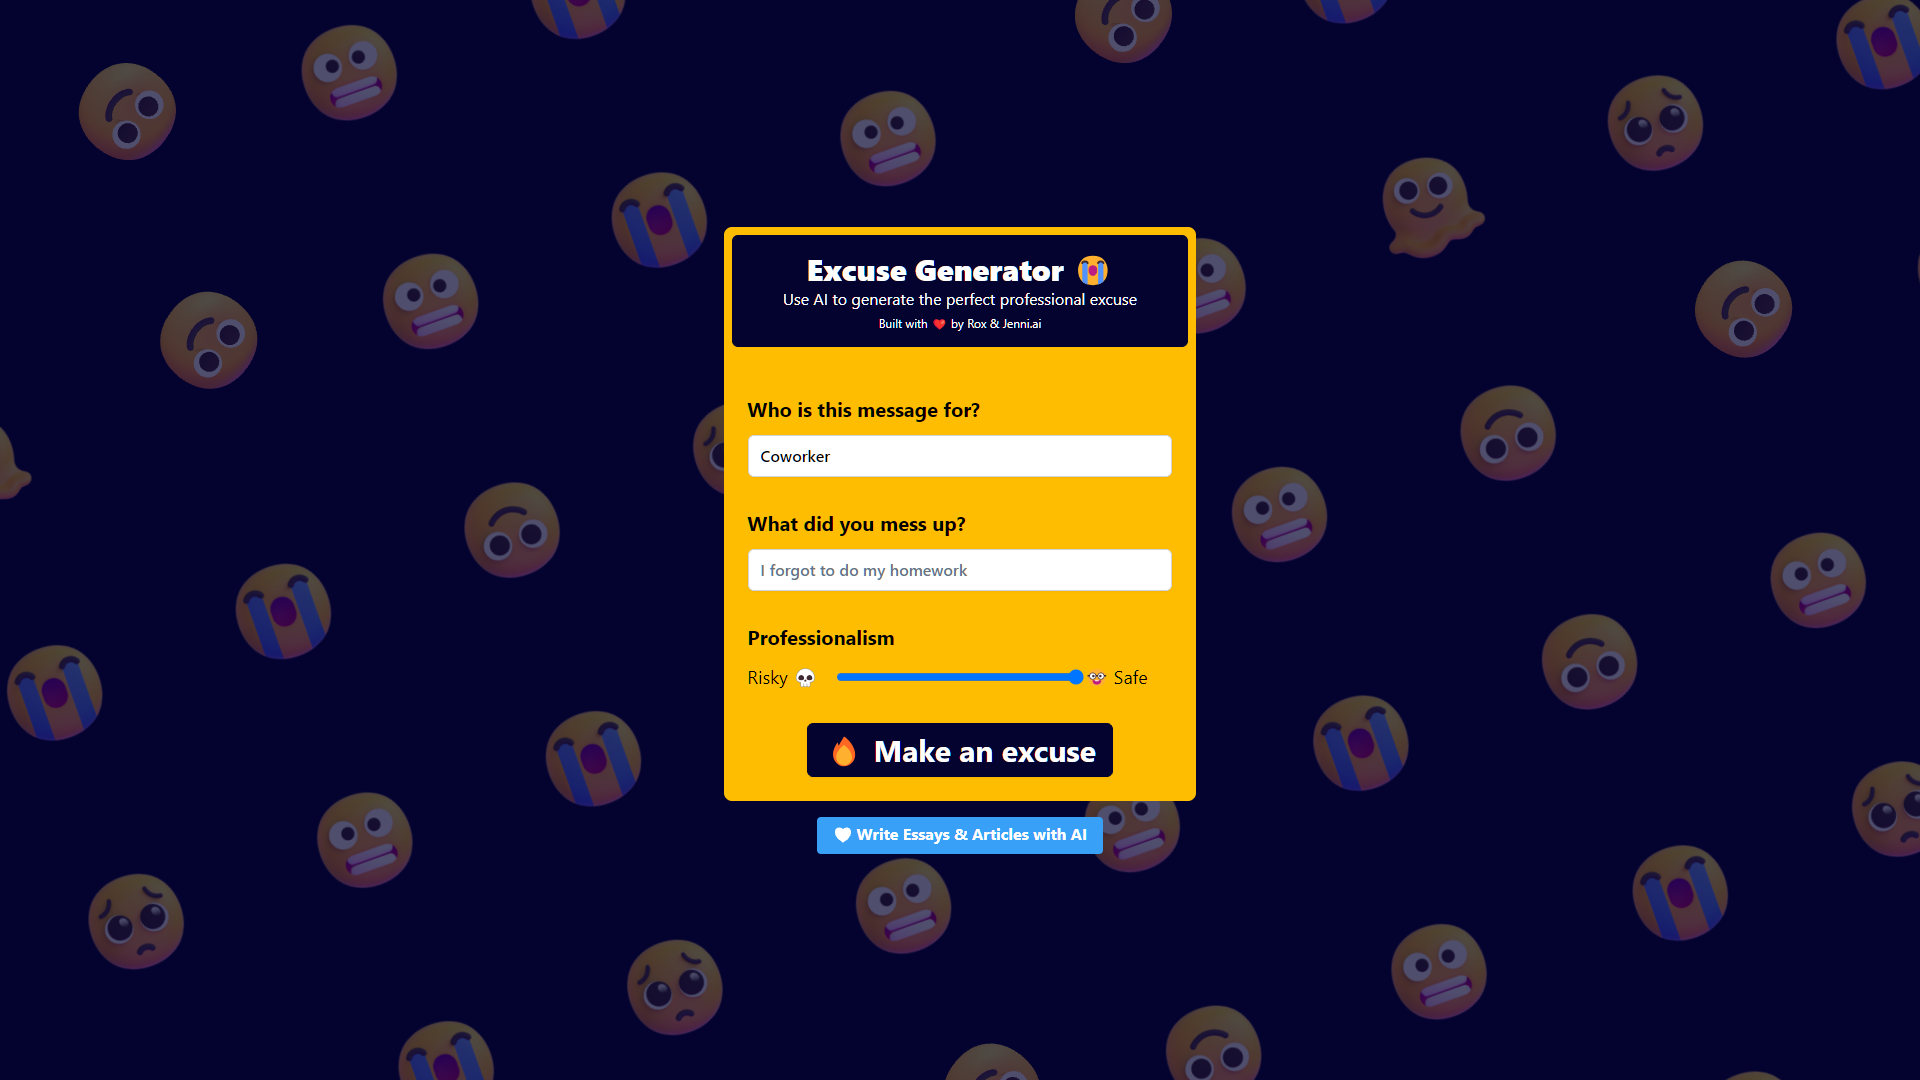 Excuse Generator 😭
Use AI to generate the perfect professional excuse
Built with ❤️ by Rox & Jenni.ai
Who is this message for?
Coworker
What did you mess up?
I forgot to do my homework
Professionalism
Risky 💀 🤓 Safe
🔥 Make an excuse
🤍 Write Essays & Articles with AI